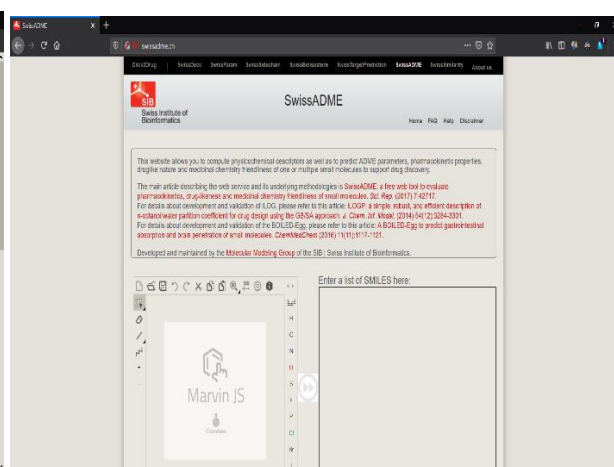 SwissADME
swissadme.ch
Click2Drug SwissDock SwissParam SwissSidechain SwissBioisostere SwissTargetPrediction SwissADME SwissSimilarity About us
SIB
Swiss Institute of
Bioinformatics
SwissADME
Home FAQ Help Disclaimer
This website allows you to compute physicochemical descriptors as well as to predict ADME parameters, pharmacokinetic properties,
druglike nature and medicinal chemistry friendliness of one or multiple small molecules to support drug discovery.
The main article describing the web service and its underlying methodologies is SwissADME: a free web tool to evaluate
pharmacokinetics, drug-likeness and medicinal chemistry friendliness of small molecules. Sci. Rep. (2017) 7:42717.
For details about development and validation of iLOG, please refer to this article: iLOGP: a simple, robust, and efficient description of
n-octanol/water partition coefficient for drug design using the GB/SA approach. J. Chem. Inf. Model. (2014) 54(12):3284-3301.
For details about development and validation of the BOILED-Egg, please refer to this article: A BOILED-Egg to predict gastrointestinal
absorption and brain penetration of small molecules. ChemMedChem (2016) 11(11):1117-1121.
Developed and maintained by the Molecular Modeling Group of the SIB | Swiss Institute of Bioinformatics.
Enter a list of SMILES here:
H
C
N
O
S
F
P
Cl
Br
I
Marvin JS